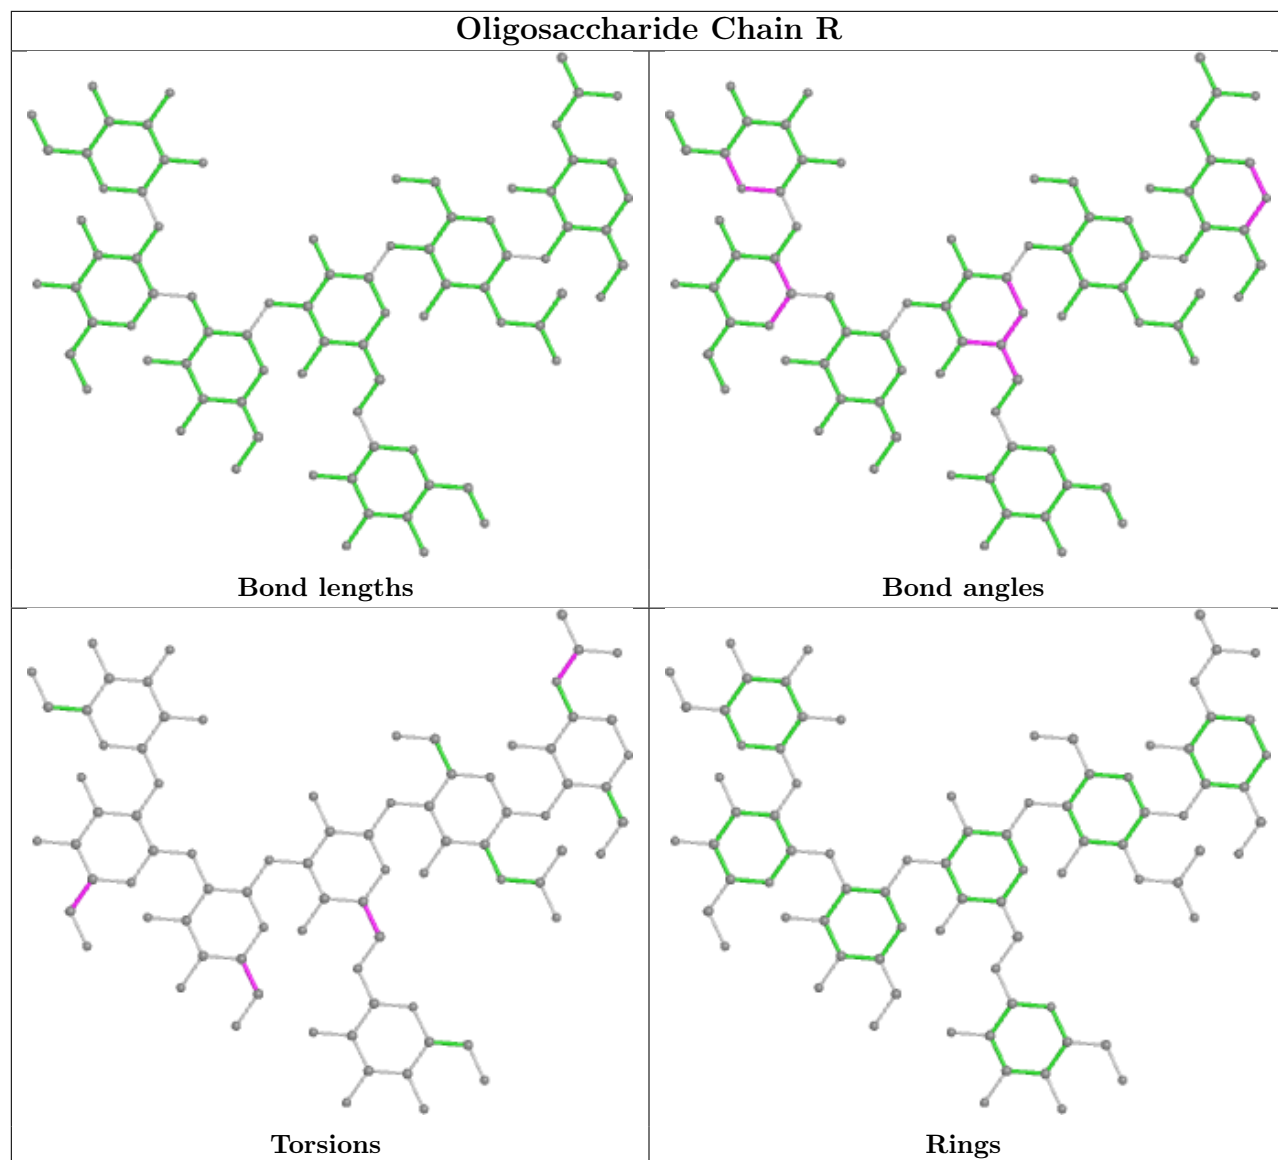 Oligosaccharide Chain R
Bond lengths
Bond angles
Torsions
Rings